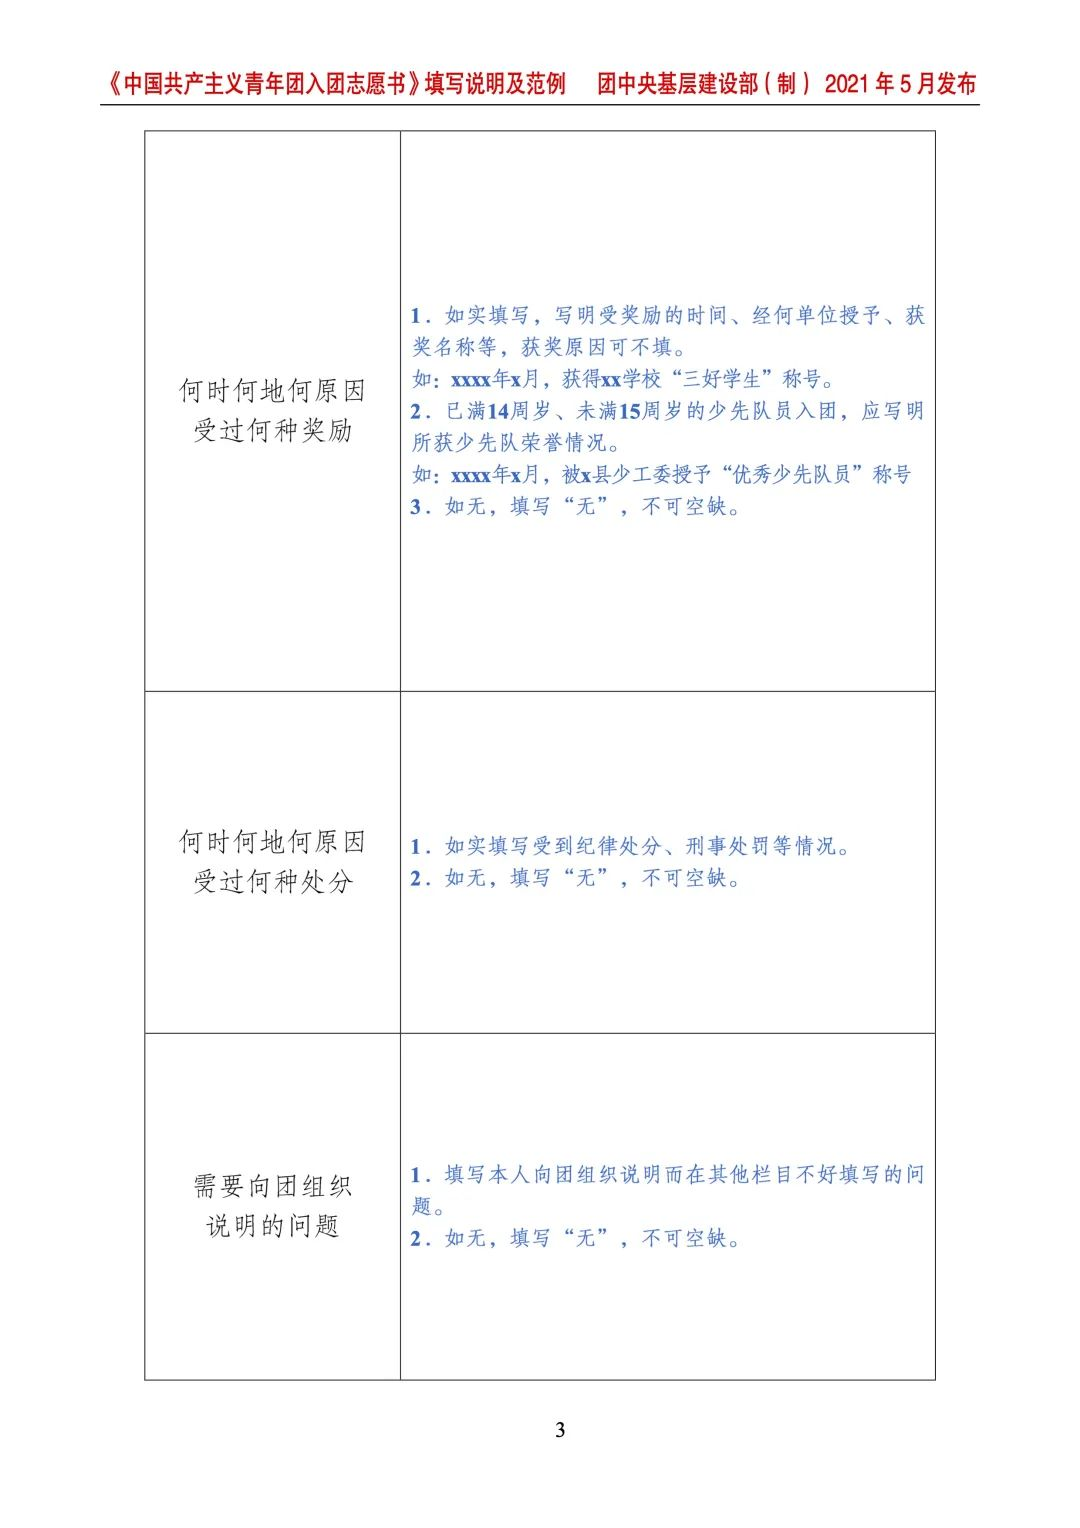 《中国共产主义青年团入团志愿书》填写说明及范例 团中央基层建设部（制） 2021年5月发布
何时何地何原因
受过何种奖励
1．如实填写，写明受奖励的时间、经何单位授予、获
奖名称等，获奖原因可不填。
如：xxxx年x月，获得xx学校“三好学生”称号。
2．已满14周岁、未满15周岁的少先队员入团，应写明
所获少先队荣誉情况。
如：xxxx年x月，被x县少工委授予“优秀少先队员”称号
3．如无，填写“无”，不可空缺。
何时何地何原因
受过何种处分
1．如实填写受到纪律处分、刑事处罚等情况。
2．如无，填写“无”，不可空缺。
需要向团组织
说明的问题
1．填写本人向团组织说明而在其他栏目不好填写的问
题。
2．如无，填写“无”，不可空缺。
3